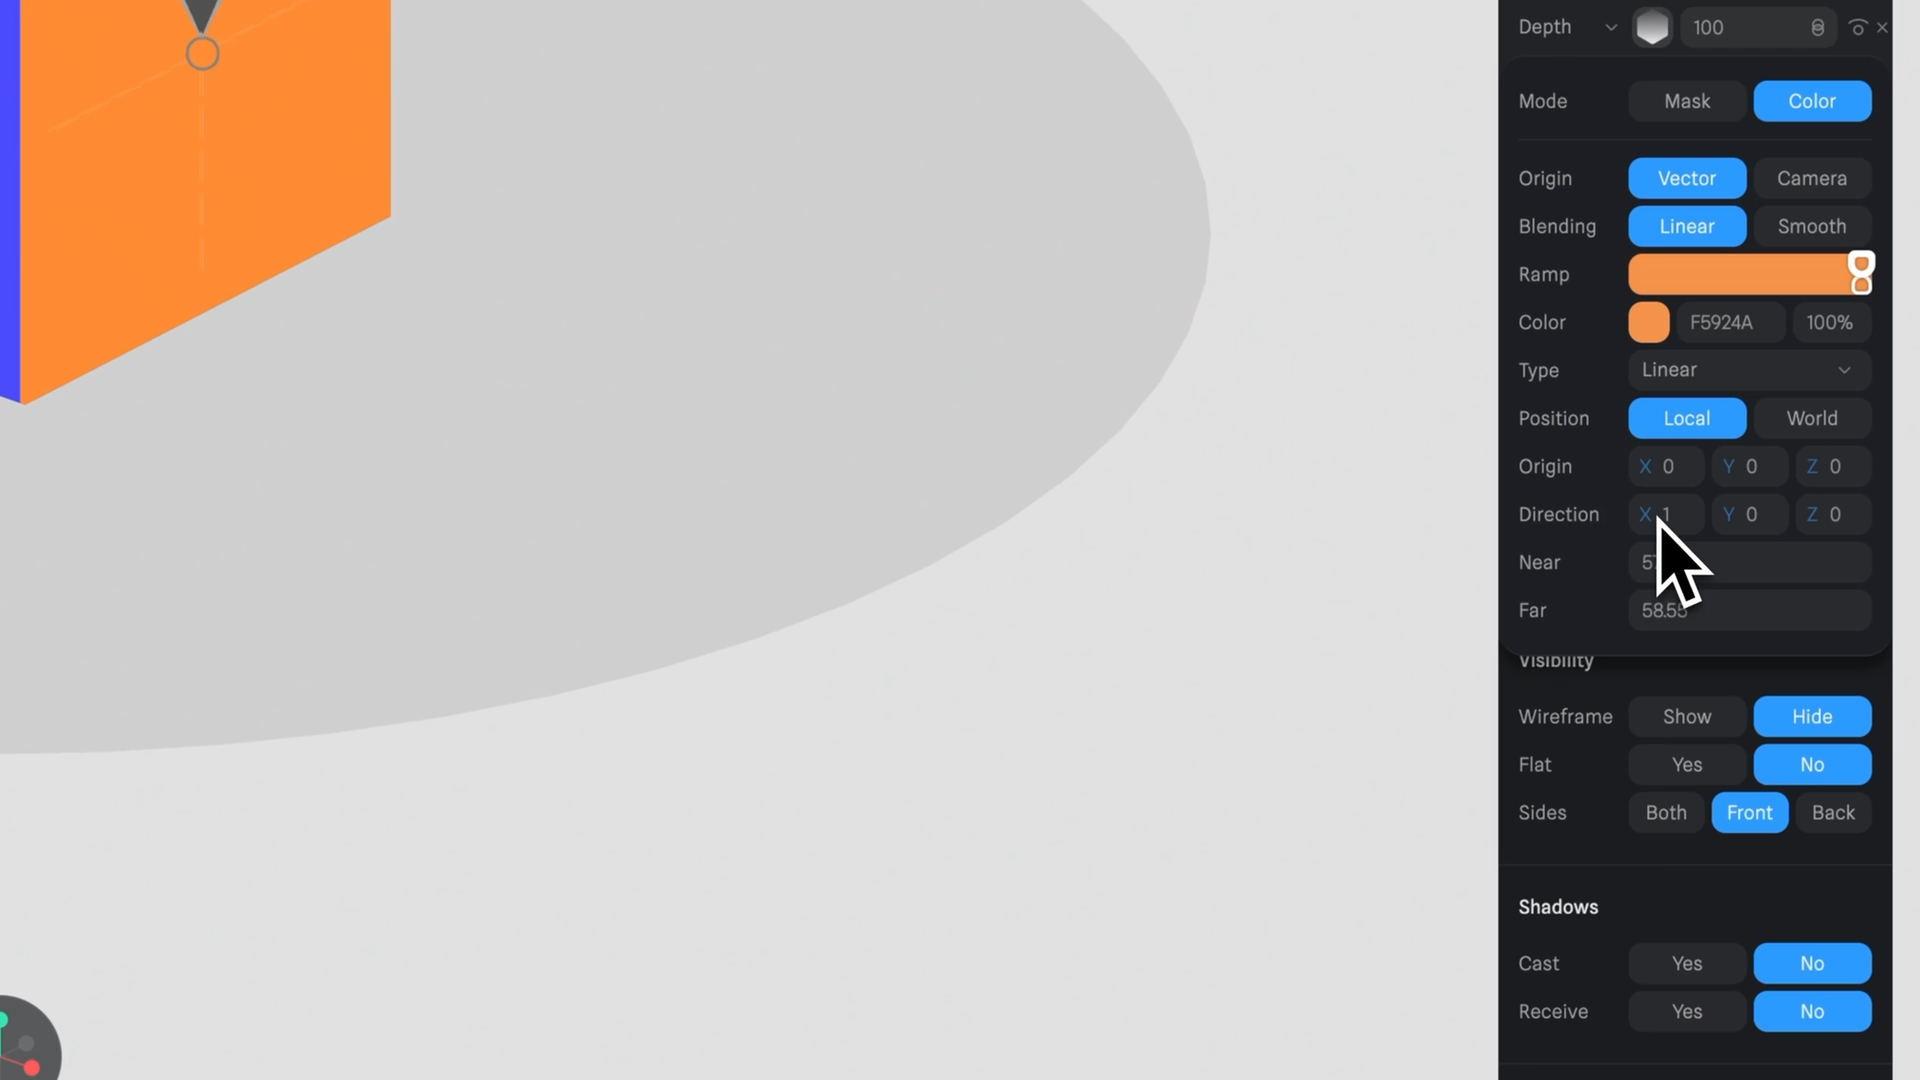 Depth 100
Mode Mask Color
Origin Vector Camera
Blending Linear Smooth
Ramp
Color F5924A 100%
Type Linear
Position Local World
Origin X 0 Y 0 Z 0
Direction X 1 Y 0 Z 0
Near
Far 58.55
Visibility
Wireframe Show Hide
Flat Yes No
Sides Both Front Back
Shadows
Cast Yes No
Receive Yes No